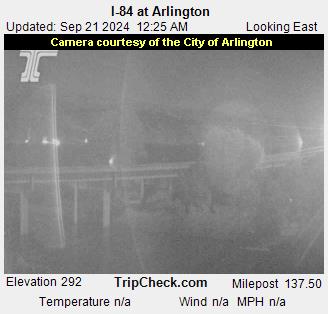 I-84 at Arlington
Updated: Sep 21 2024 12:25 AM Looking East
Camera courtesy of the City of Arlington
Elevation 292 TripCheck.com Milepost 137.50
Temperature n/a Wind n/a MPH n/a